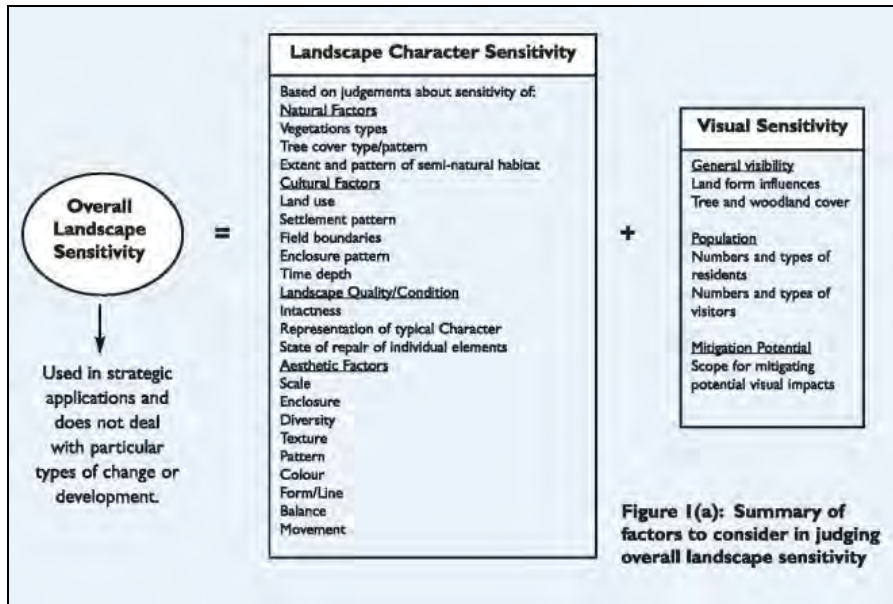 Overall
Landscape
Sensitivity
Used in strategic
applications and
does not deal
with particular
types of change or
development.
=
Landscape Character Sensitivity
Based on judgements about sensitivity of:
Natural Factors
Vegetations types
Tree cover type/pattern
Extent and pattern of semi-natural habitat
Cultural Factors
Land use
Settlement pattern
Field boundaries
Enclosure pattern
Time depth
Landscape Quality/Condition
Intactness
Representation of typical Character
State of repair of individual elements
Aesthetic Factors
Scale
Enclosure
Diversity
Texture
Pattern
Colour
Form/Line
Balance
Movement
+
Visual Sensitivity
General visibility
Land form influences
Tree and woodland cover
Population
Numbers and types of
residents
Numbers and types of
visitors
Mitigation Potential
Scope for mitigating
potential visual impacts
Figure 1(a): Summary of
factors to consider in judging
overall landscape sensitivity